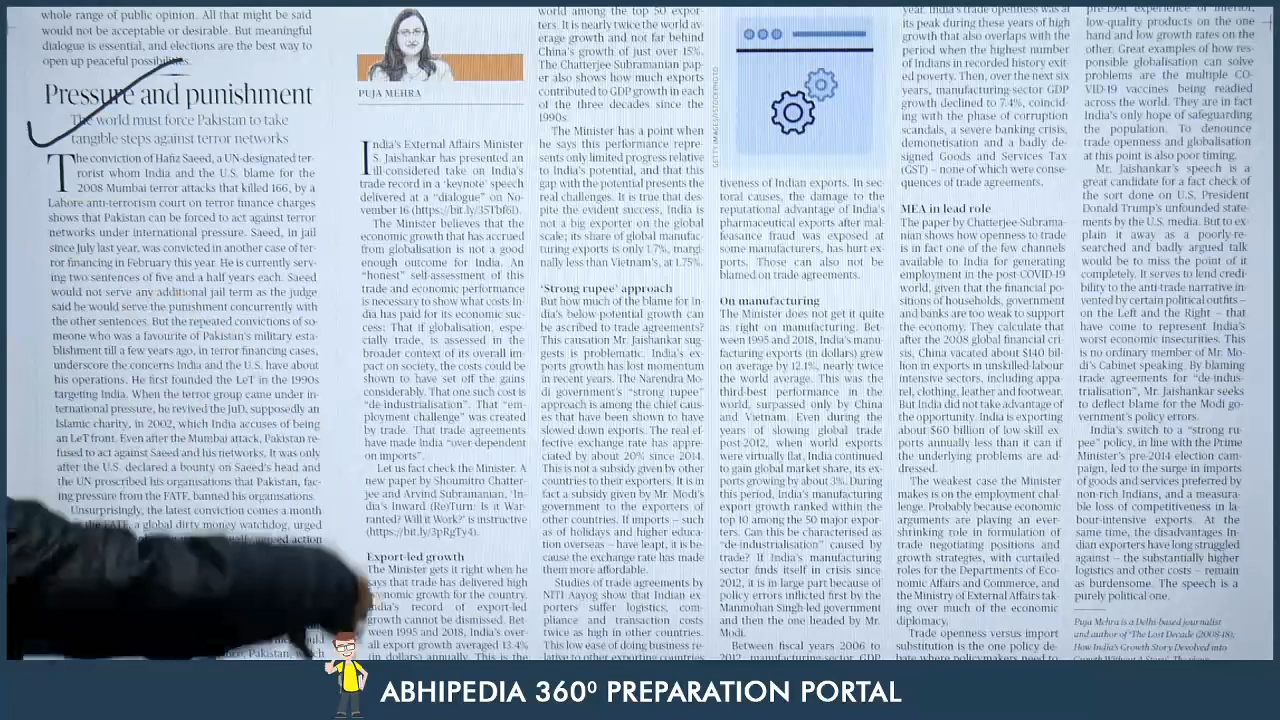 whole range of public opinion. All that might be said
would not be acceptable or desirable. But meaningful
dialogue is essential, and elections are the best way to
open up peaceful possibilities.
Pressure and punishment
The world must force Pakistan to take
tangible steps against terror networks
The conviction of Hafiz Saeed, a UN-designated ter-
rorist whom India and the U.S. blame for the
2008 Mumbai terror attacks that killed 166, by a
Lahore anti-terrorism court on terror finance charges
shows that Pakistan can be forced to act against terror
networks under international pressure. Saeed, in jail
since July last year, was convicted in another case of ter-
ror financing in February this year. He is currently serv-
ing two sentences of five and a half years each. Saeed
would not serve any additional jail term as the judge
said he would serve the punishment concurrently with
the other sentences. But the repeated convictions of so-
meone who was a favourite of Pakistan's military esta-
blishment till a few years ago, in terror financing cases,
underscore the concerns India and the U.S. have about
his operations. He first founded the LeT in the 1990s
targeting India. When the terror group came under in-
ternational pressure, he revived the JuD, supposedly an
Islamic charity, in 2002, which India accuses of being
an LeT front. Even after the Mumbai attack, Pakistan re-
fused to act against Saeed and his networks. It was only
after the U.S. declared a bounty on Saeed's head and
the UN proscribed his organisations that Pakistan, fac-
ing pressure from the FATF, banned his organisations.
Unsurprisingly, the latest conviction comes a month
the FATF, a global dirty money watchdog, urged
action
Pakistan, which
PUJA MEHRA
India's External Affairs Minister
S. Jaishankar has presented an
ill-considered take on India's
trade record in a 'keynote' speech
delivered at a "dialogue" on No-
vember 16 (https://bit.ly/35Tbf6D).
The Minister believes that the
economic growth that has accrued
from globalisation is not a good
enough outcome for India. An
"honest" self-assessment of this
trade and economic performance
is necessary to show what costs In-
dia has paid for its economic suc-
cess: That if globalisation, espe-
cially trade, is assessed in the
broader context of its overall im-
pact on society, the costs could be
shown to have set off the gains
considerably. That one such cost is
"de-industrialisation". That "em-
ployment challenge" was created
by trade. That trade agreements
have made India "over-dependent
on imports".
Let us fact check the Minister. A
new paper by Shoumitro Chatter-
jee and Arvind Subramanian, 'In-
dia's Inward (Re)Turn: Is it War-
ranted? Will it Work?' is instructive
(https://bit.ly/3pRgTy4).
Export-led growth
The Minister gets it right when he
says that trade has delivered high
economic growth for the country.
India's record of export-led
growth cannot be dismissed. Bet-
ween 1995 and 2018, India's over-
all export growth averaged 13.4%
(in dollars) annually. This is the
world among the top 50 expor-
ters. It is nearly twice the world av-
erage growth and not far behind
China's growth of just over 15%.
The Chatterjee Subramanian pap-
er also shows how much exports
contributed to GDP growth in each
of the three decades since the
1990s.
The Minister has a point when
he says this performance repre-
sents only limited progress relative
to India's potential, and that this
gap with the potential presents the
real challenges. It is true that des-
pite the evident success, India is
not a big exporter on the global
scale; its share of global manufac-
turing exports is only 1.7%, margi-
nally less than Vietnam's, at 1.75%.
'Strong rupee' approach
But how much of the blame for In-
dia's below-potential growth can
be ascribed to trade agreements?
This causation Mr. Jaishankar sug-
gests is problematic. India's ex-
ports growth has lost momentum
in recent years. The Narendra Mo-
di government's "strong rupee"
approach is among the chief caus-
es that have been shown to have
slowed down exports. The real ef-
fective exchange rate has appre-
ciated by about 20% since 2014.
This is not a subsidy given by other
countries to their exporters. It is in
fact a subsidy given by Mr. Modi's
government to the exporters of
other countries. If imports – such
as of holidays and higher educa-
tion overseas – have leapt, it is be-
cause the exchange rate has made
them more affordable.
Studies of trade agreements by
NITI Aayog show that Indian ex-
porters suffer logistics, com-
pliance and transaction costs
twice as high in other countries.
This low ease of doing business re-
lative to other exporting countries
GETTY IMAGES/ISTOCKPHOTO
tiveness of Indian exports. In sec-
toral causes, the damage to the
reputational advantage of India's
pharmaceutical exports after mal-
feasance fraud was exposed at
some manufacturers, has hurt ex-
ports. Those can also not be
blamed on trade agreements.
On manufacturing
The Minister does not get it quite
as right on manufacturing. Bet-
ween 1995 and 2018, India's manu-
facturing exports (in dollars) grew
on average by 12.1%, nearly twice
the world average. This was the
third-best performance in the
world, surpassed only by China
and Vietnam. Even during the
years of slowing global trade
post-2012, when world exports
were virtually flat, India continued
to gain global market share, its ex-
ports growing by about 3%. During
this period, India's manufacturing
export growth ranked within the
top 10 among the 50 major expor-
ters. Can this be characterised as
"de-industrialisation" caused by
trade? If India's manufacturing
sector finds itself in crisis since
2012, it is in large part because of
policy errors inflicted first by the
Manmohan Singh-led government
and then the one headed by Mr.
Modi.
Between fiscal years 2006 to
2012, manufacturing-sector GDP
year. India's trade openness was at
its peak during these years of high
growth that also overlaps with the
period when the highest number
of Indians in recorded history exit-
ed poverty. Then, over the next six
years, manufacturing-sector GDP
growth declined to 7.4%, coincid-
ing with the phase of corruption
scandals, a severe banking crisis,
demonetisation and a badly de-
signed Goods and Services Tax
(GST) – none of which were conse-
quences of trade agreements.
MEA in lead role
The paper by Chatterjee-Subrama-
nian shows how openness to trade
is in fact one of the few channels
available to India for generating
employment in the post-COVID-19
world, given that the financial po-
sitions of households, government
and banks are too weak to support
the economy. They calculate that
after the 2008 global financial cri-
sis, China vacated about $140 bil-
lion in exports in unskilled-labour
intensive sectors, including appa-
rel, clothing, leather and footwear.
But India did not take advantage of
the opportunity. India is exporting
about $60 billion of low skill ex-
ports annually less than it can if
the underlying problems are ad-
dressed.
The weakest case the Minister
makes is on the employment chal-
lenge. Probably because economic
arguments are playing an ever-
shrinking role in formulation of
trade negotiating positions and
growth strategies, with curtailed
roles for the Departments of Eco-
nomic Affairs and Commerce, and
the Ministry of External Affairs tak-
ing over much of the economic
diplomacy.
Trade openness versus import
substitution is the one policy de-
bate where policymakers need to
pre-1991 experience of inferior,
low-quality products on the one
hand and low growth rates on the
other. Great examples of how res-
ponsible globalisation can solve
problems are the multiple CO-
VID-19 vaccines being readied
across the world. They are in fact
India's only hope of safeguarding
the population. To denounce
trade openness and globalisation
at this point is also poor timing.
Mr. Jaishankar's speech is a
great candidate for a fact check of
the sort done on U.S. President
Donald Trump's unfounded state-
ments by the U.S. media. But to ex-
plain it away as a poorly-re-
searched and badly argued talk
would be to miss the point of it
completely. It serves to lend credi-
bility to the anti-trade narrative in-
vented by certain political outfits –
on the Left and the Right – that
have come to represent India's
worst economic insecurities. This
is no ordinary member of Mr. Mo-
di's Cabinet speaking. By blaming
trade agreements for "de-indus-
trialisation", Mr. Jaishankar seeks
to deflect blame for the Modi go-
vernment's policy errors.
India's switch to a "strong ru-
pee" policy, in line with the Prime
Minister's pre-2014 election cam-
paign, led to the surge in imports
of goods and services preferred by
non-rich Indians, and a measura-
ble loss of competitiveness in la-
bour-intensive exports. At the
same time, the disadvantages In-
dian exporters have long struggled
against – the substantially higher
logistics and other costs – remain
as burdensome. The speech is a
purely political one.
Puja Mehra is a Delhi-based journalist
and author of 'The Lost Decade (2008-18):
How India's Growth Story Devolved into
ABHIPEDIA 360⁰ PREPARATION PORTAL